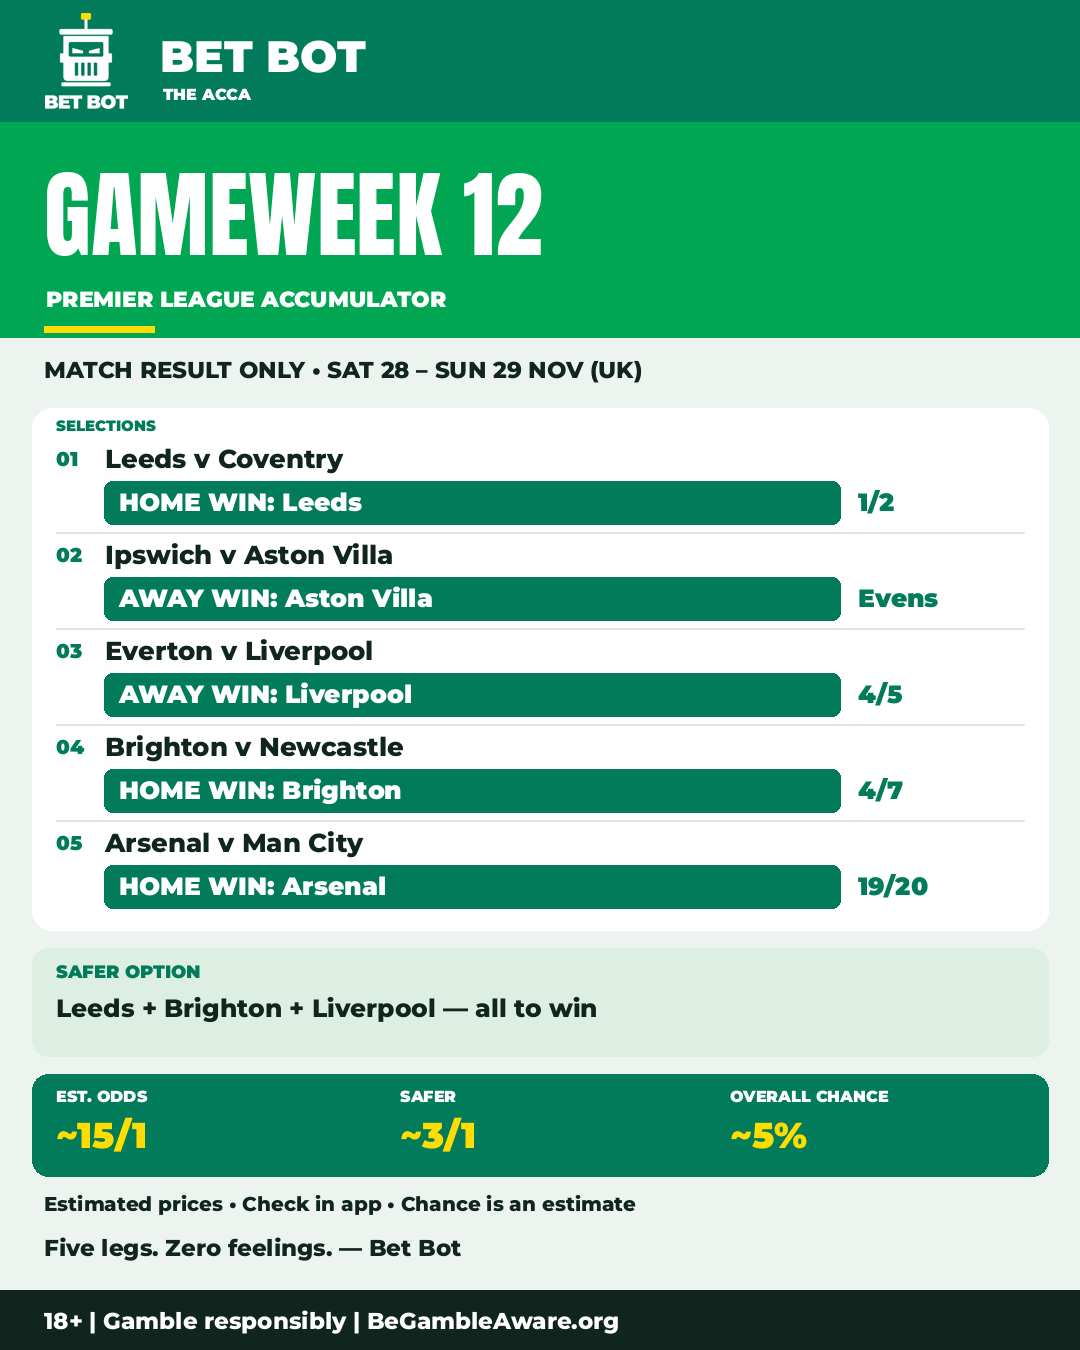 BET BOT
BET BOT
THE ACCA
GAMEWEEK 12
PREMIER LEAGUE ACCUMULATOR
MATCH RESULT ONLY • SAT 28 – SUN 29 NOV (UK)
SELECTIONS
01 Leeds v Coventry
HOME WIN: Leeds 1/2
02 Ipswich v Aston Villa
AWAY WIN: Aston Villa Evens
03 Everton v Liverpool
AWAY WIN: Liverpool 4/5
04 Brighton v Newcastle
HOME WIN: Brighton 4/7
05 Arsenal v Man City
HOME WIN: Arsenal 19/20
SAFER OPTION
Leeds + Brighton + Liverpool — all to win
EST. ODDS SAFER OVERALL CHANCE
~15/1 ~3/1 ~5%
Estimated prices • Check in app • Chance is an estimate
Five legs. Zero feelings. — Bet Bot
18+ | Gamble responsibly | BeGambleAware.org